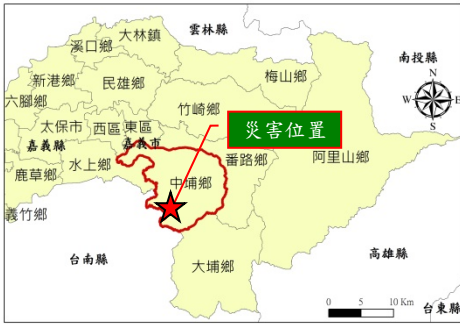 大林鎮
雲林縣
溪口鄉
南投縣
新港鄉
民雄鄉
梅山鄉
N
六腳鄉
竹崎鄉
W
E
太保市
西區
東區
災害位置
S
嘉義縣
嘉義市
鹿草鄉
水上鄉
番路鄉
阿里山鄉
中埔鄉
義竹鄉
台南縣
大埔鄉
高雄縣
0 5 10 Km
台東縣